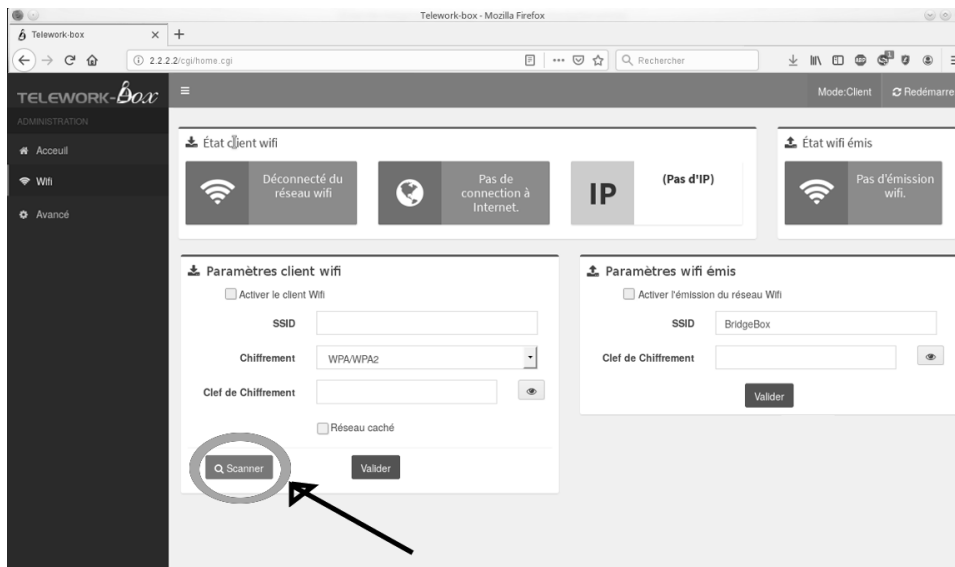 Telework-box - Mozilla Firefox
Telework-box × +
2.2.2.2/cgi/home.cgi
Rechercher
TELEWORK-Box
Mode:Client
Redémarre
ADMINISTRATION
Acceuil
Wifi
Avancé
État client wifi
Déconnecté du
réseau wifi
Pas de
connection à
Internet.
IP
(Pas d'IP)
État wifi émis
Pas d'émission
wifi.
Paramètres client wifi
Activer le client Wifi
SSID
Chiffrement
WPA/WPA2
Clef de Chiffrement
Réseau caché
Scanner
Valider
Paramètres wifi émis
Activer l'émission du réseau Wifi
SSID
BridgeBox
Clef de Chiffrement
Valider